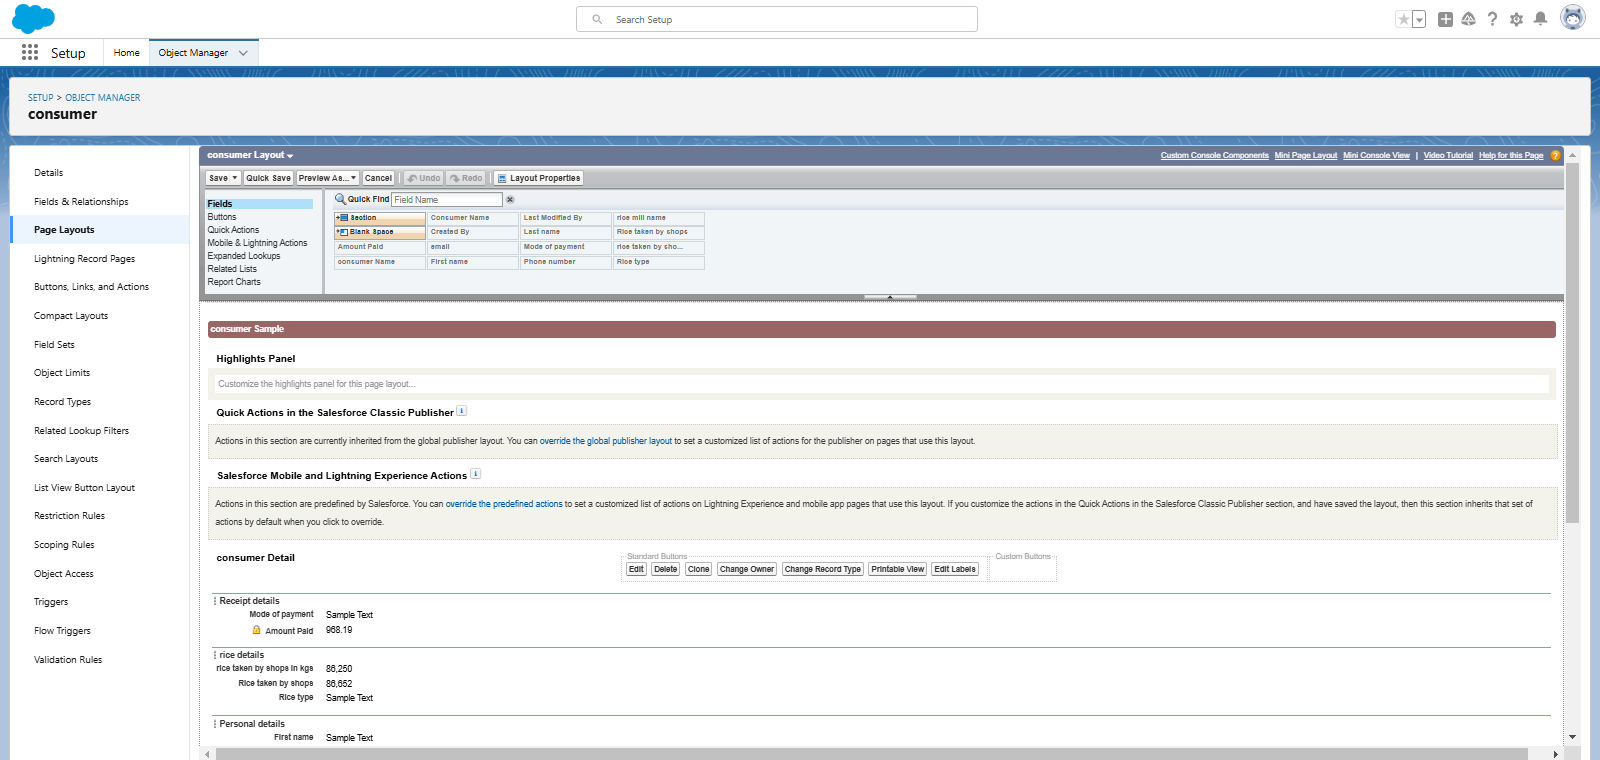 Search Setup
Setup
Home
Object Manager
SETUP > OBJECT MANAGER
consumer
Details
Fields & Relationships
Page Layouts
Lightning Record Pages
Buttons, Links, and Actions
Compact Layouts
Field Sets
Object Limits
Record Types
Related Lookup Filters
Search Layouts
List View Button Layout
Restriction Rules
Scoping Rules
Object Access
Triggers
Flow Triggers
Validation Rules
consumer Layout
Custom Console Components Mini Page Layout Mini Console View | Video Tutorial Help for this Page
Save Quick Save Preview As... Cancel Undo Redo Layout Properties
Fields
Buttons
Quick Actions
Mobile & Lightning Actions
Expanded Lookups
Related Lists
Report Charts
Quick Find Field Name
Section Consumer Name Last Modified By rice mill name
Blank Space Created By Last name Rice taken by shops
Amount Paid email Mode of payment rice taken by sho...
consumer Name First name Phone number Rice type
consumer Sample
Highlights Panel
Customize the highlights panel for this page layout...
Quick Actions in the Salesforce Classic Publisher
Actions in this section are currently inherited from the global publisher layout. You can override the global publisher layout to set a customized list of actions for the publisher on pages that use this layout.
Salesforce Mobile and Lightning Experience Actions
Actions in this section are predefined by Salesforce. You can override the predefined actions to set a customized list of actions on Lightning Experience and mobile app pages that use this layout. If you customize the actions in the Quick Actions in the Salesforce Classic Publisher section, and have saved the layout, then this section inherits that set of
actions by default when you click to override.
consumer Detail
Standard Buttons
Edit Delete Clone Change Owner Change Record Type Printable View Edit Labels
Custom Buttons
Receipt details
Mode of payment Sample Text
Amount Paid 968.19
rice details
rice taken by shops in kgs 86,250
Rice taken by shops 86,652
Rice type Sample Text
Personal details
First name Sample Text